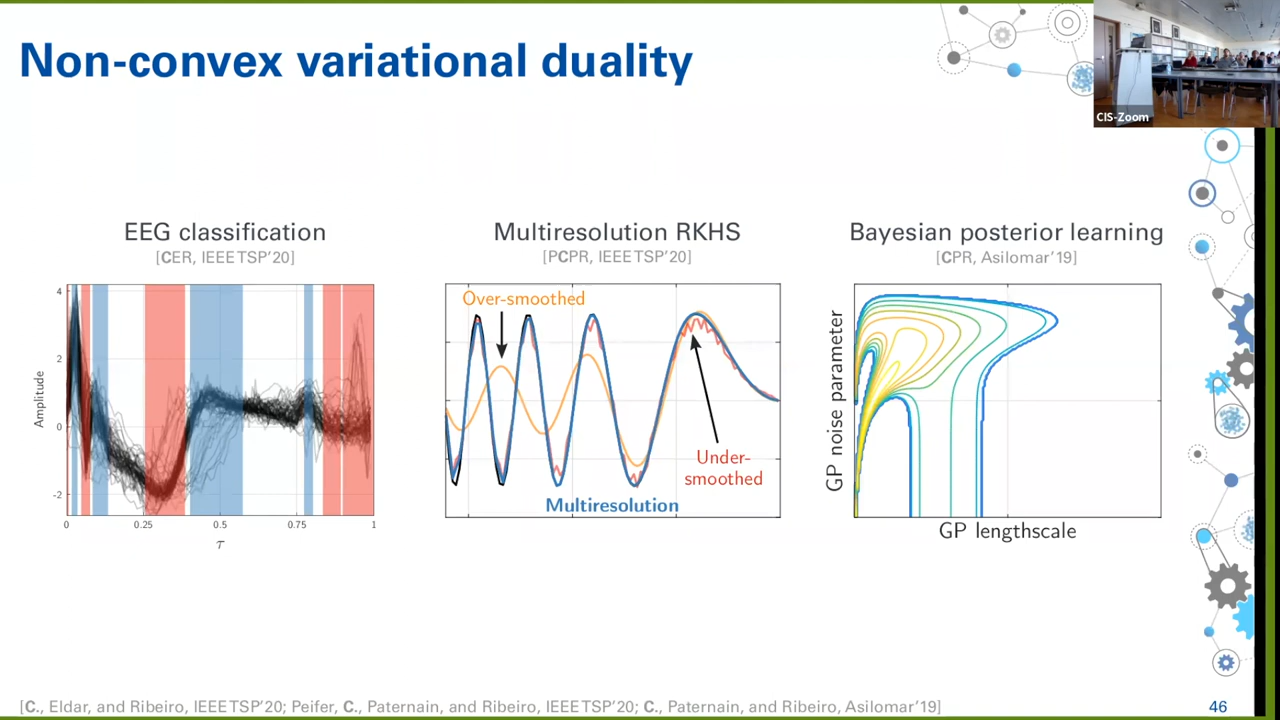 Non-convex variational duality
CIS-Zoom
EEG classification
[CER, IEEE TSP'20]
Amplitude
4
2
0
-2
0
0.25
0.5
0.75
1
τ
Multiresolution RKHS
[PCPR, IEEE TSP'20]
Over-smoothed
Under-
smoothed
Multiresolution
Bayesian posterior learning
[CPR, Asilomar'19]
GP noise parameter
GP lengthscale
[C., Eldar, and Ribeiro, IEEE TSP'20; Peifer, C., Paternain, and Ribeiro, IEEE TSP'20; C., Paternain, and Ribeiro, Asilomar'19]
46